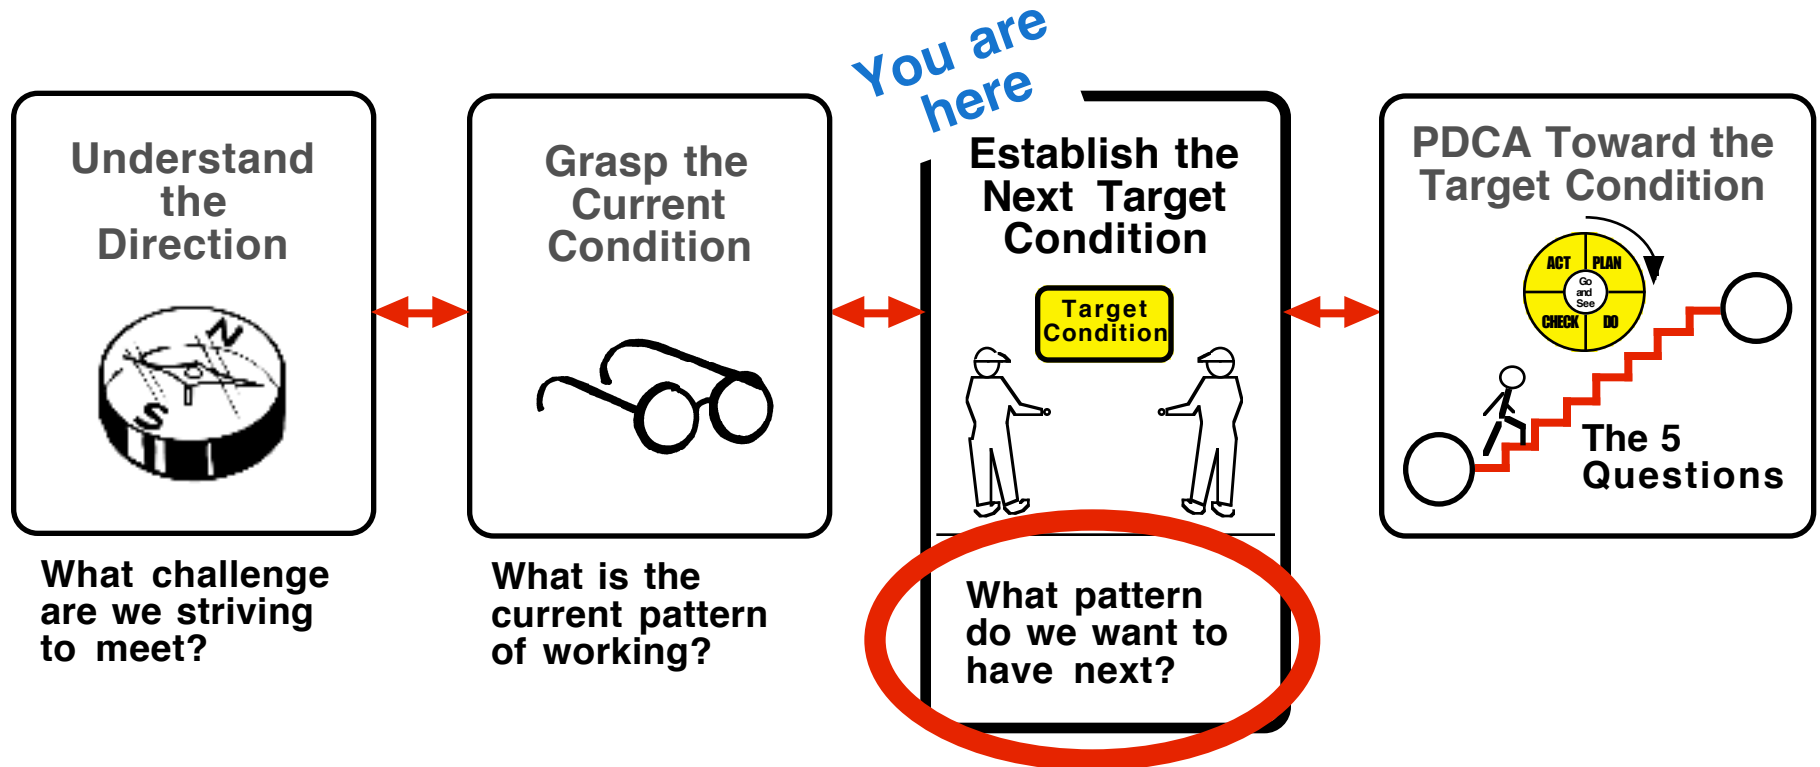 You are
here
Understand
the
Direction
What challenge
are we striving
to meet?
Grasp the
Current
Condition
What is the
current pattern
of working?
Establish the
Next Target
Condition
Target
Condition
What pattern
do we want to
have next?
PDCA Toward the
Target Condition
ACT PLAN
Go
and
See
CHECK DO
The 5
Questions
N
S